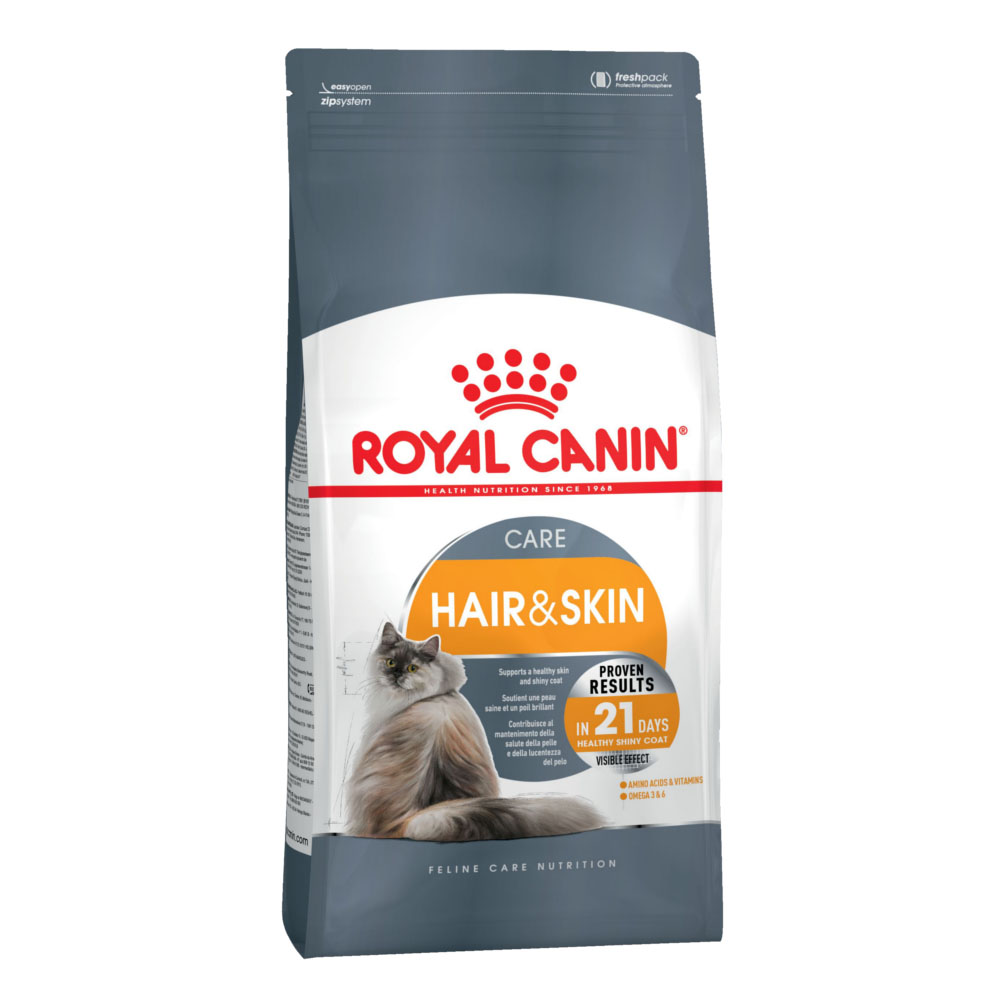 easyopen
zipsystem
freshpack
Protective atmosphere
ROYAL CANIN®
HEALTH NUTRITION SINCE 1968
CARE
HAIR&SKIN
Supports a healthy skin
and shiny coat
Soutient une peau
saine et un poil brillant
Contribuisce al
mantenimento della
salute della pelle
e della lucentezza
del pelo
PROVEN
RESULTS
IN 21 DAYS
HEALTHY SHINY COAT
VISIBLE EFFECT
AMINO ACIDS & VITAMINS
OMEGA 3 & 6
FELINE CARE NUTRITION